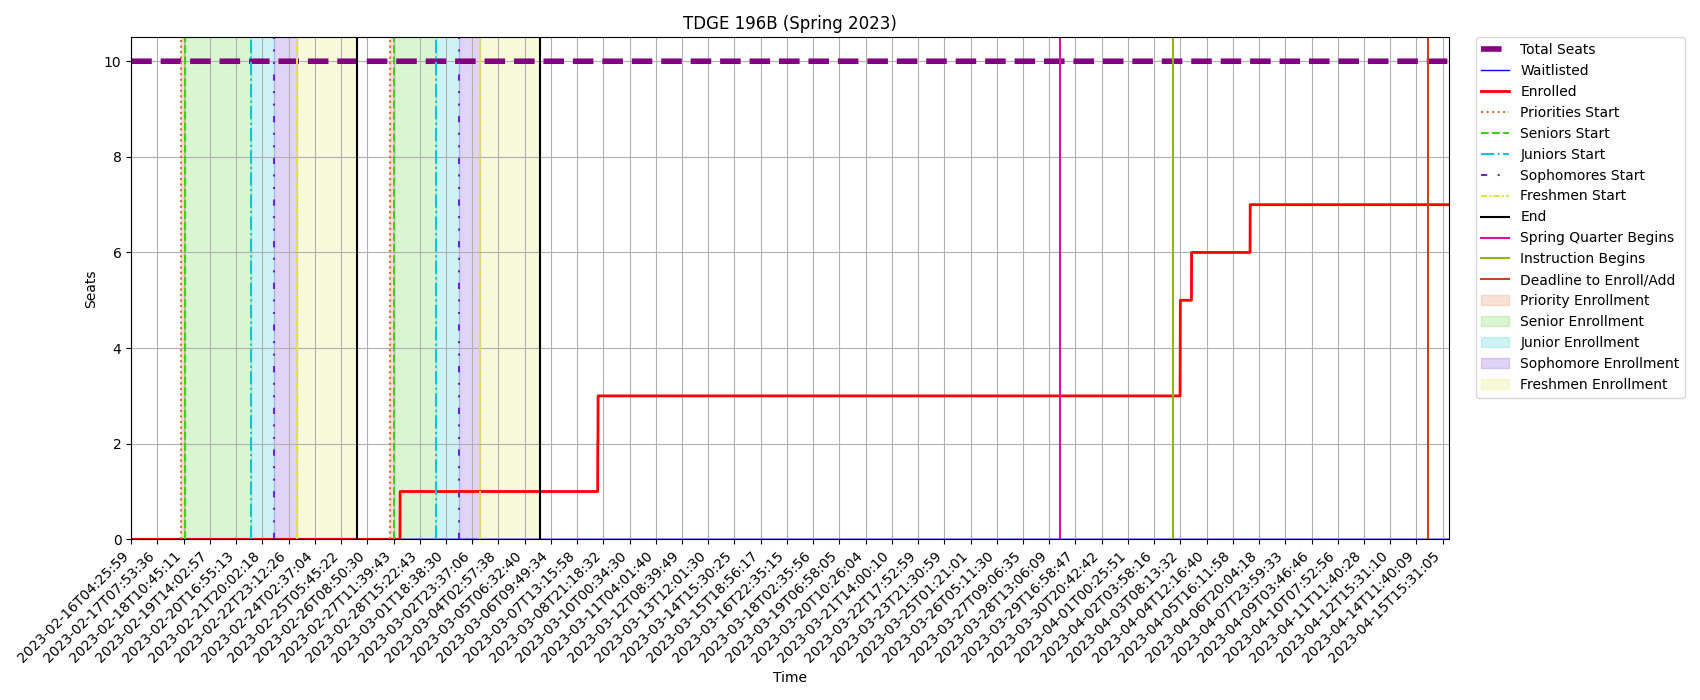 TDGE 196B (Spring 2023)
Seats
10
8
6
4
2
0
2023-02-16T04:25:59
2023-02-17T07:53:36
2023-02-18T10:45:11
2023-02-19T14:02:57
2023-02-20T16:55:13
2023-02-21T20:02:18
2023-02-22T23:12:26
2023-02-24T02:37:04
2023-02-25T05:45:22
2023-02-26T08:50:30
2023-02-27T11:39:43
2023-02-28T15:22:43
2023-03-01T18:38:30
2023-03-02T23:37:06
2023-03-04T02:57:38
2023-03-05T06:32:40
2023-03-06T09:49:34
2023-03-07T13:15:58
2023-03-08T21:18:32
2023-03-10T00:34:30
2023-03-11T04:01:40
2023-03-12T08:39:49
2023-03-13T12:01:30
2023-03-14T15:30:25
2023-03-15T18:56:17
2023-03-16T22:35:15
2023-03-18T02:35:56
2023-03-19T06:58:05
2023-03-20T10:26:04
2023-03-21T14:00:10
2023-03-22T17:52:59
2023-03-23T21:30:59
2023-03-25T01:21:01
2023-03-26T05:11:30
2023-03-27T09:06:35
2023-03-28T13:06:09
2023-03-29T16:58:47
2023-03-30T20:42:42
2023-04-01T00:25:51
2023-04-02T03:58:16
2023-04-03T08:13:32
2023-04-04T12:16:40
2023-04-05T16:11:58
2023-04-06T20:04:18
2023-04-07T23:59:33
2023-04-09T03:46:46
2023-04-10T07:52:56
2023-04-11T11:40:28
2023-04-12T15:31:10
2023-04-14T11:40:09
2023-04-15T15:31:05
Time
Total Seats
Waitlisted
Enrolled
Priorities Start
Seniors Start
Juniors Start
Sophomores Start
Freshmen Start
End
Spring Quarter Begins
Instruction Begins
Deadline to Enroll/Add
Priority Enrollment
Senior Enrollment
Junior Enrollment
Sophomore Enrollment
Freshmen Enrollment